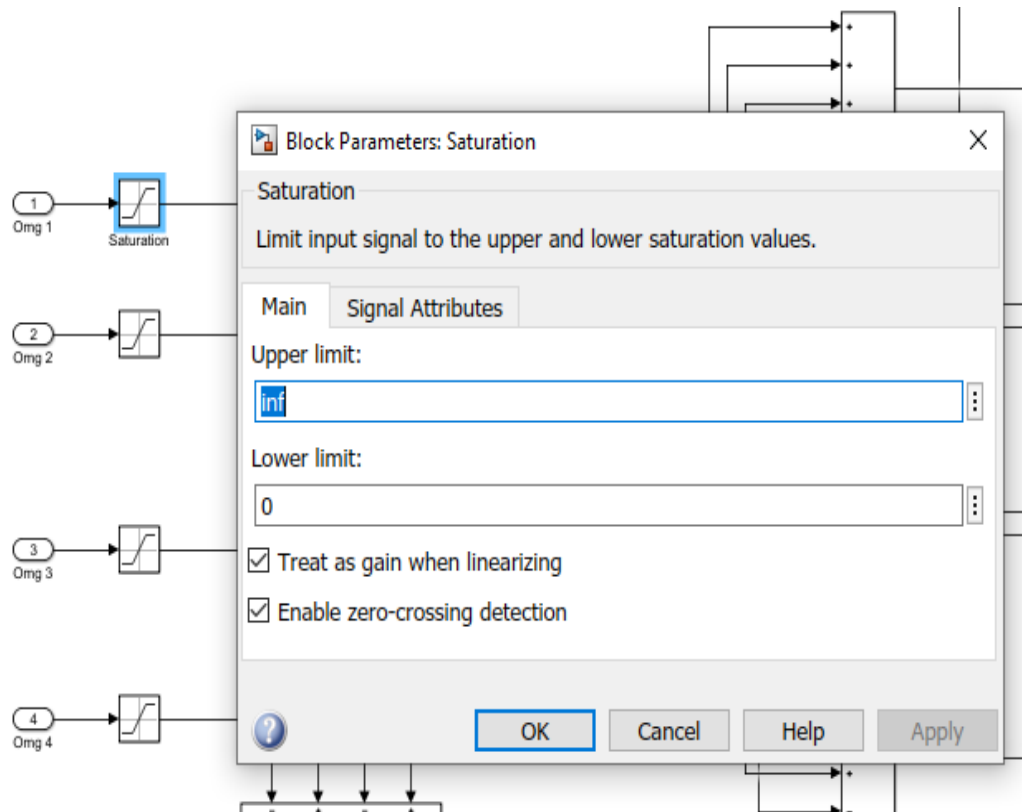 Block Parameters: Saturation
Saturation
Limit input signal to the upper and lower saturation values.
Main
Signal Attributes
Upper limit:
inf
Lower limit:
0
Treat as gain when linearizing
Enable zero-crossing detection
OK
Cancel
Help
Apply
1
Omg 1
Saturation
2
Omg 2
3
Omg 3
4
Omg 4